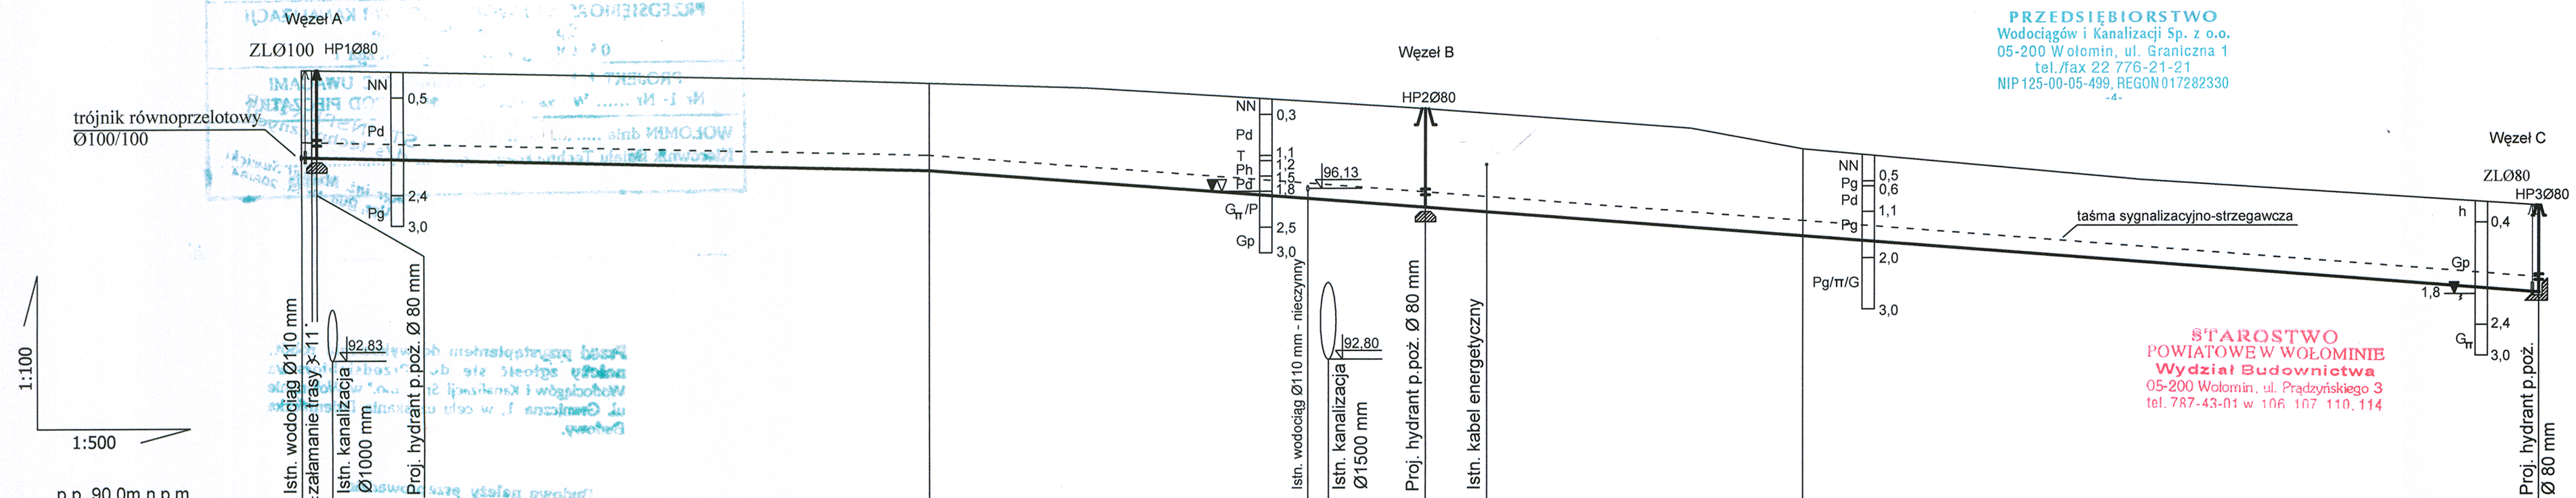 Węzeł A
ZLØ100 HP1Ø80
trójnik równoprzelotowy
Ø100/100
NN
0,5
Pd
2,4
Pg
3,0
PRZEDSIĘBIORSTWO
Wodociągów i Kanalizacji Sp. z o.o.
05-200 Wołomin, ul. Graniczna 1
tel./fax 22 776-21-21
NIP 125-00-05-499, REGON 017282330
-4-
Węzeł B
HP2Ø80
NN
0,3
Pd
T
1,1
1,2
Ph
1,5
Pd
1,8
Gπ/P
2,5
Gp
3,0
96,13
NN
0,5
Pg
0,6
Pd
1,1
Pg
2,0
Pg/π/G
3,0
taśma sygnalizacyjno-strzegawcza
Węzeł C
ZLØ80
HP3Ø80
h
0,4
Gp
1,8
2,4
Gπ
3,0
1:100
1:500
p.p. 90,0m n.p.m
Istn. wodociąg Ø110 mm
załamanie trasy 11°
Istn. kanalizacja
Ø1000 mm
92,83
Proj. hydrant p.poż. Ø 80 mm
Istn. wodociąg Ø110 mm - nieczynny
Istn. kanalizacja
Ø1500 mm
92,80
Proj. hydrant p.poż. Ø 80 mm
Istn. kabel energetyczny
STAROSTWO
POWIATOWE W WOŁOMINIE
Wydział Budownictwa
05-200 Wołomin, ul. Prądzyńskiego 3
tel. 787-43-01 w 106, 107, 110, 114
Proj. hydrant p.poż.
Ø 80 mm